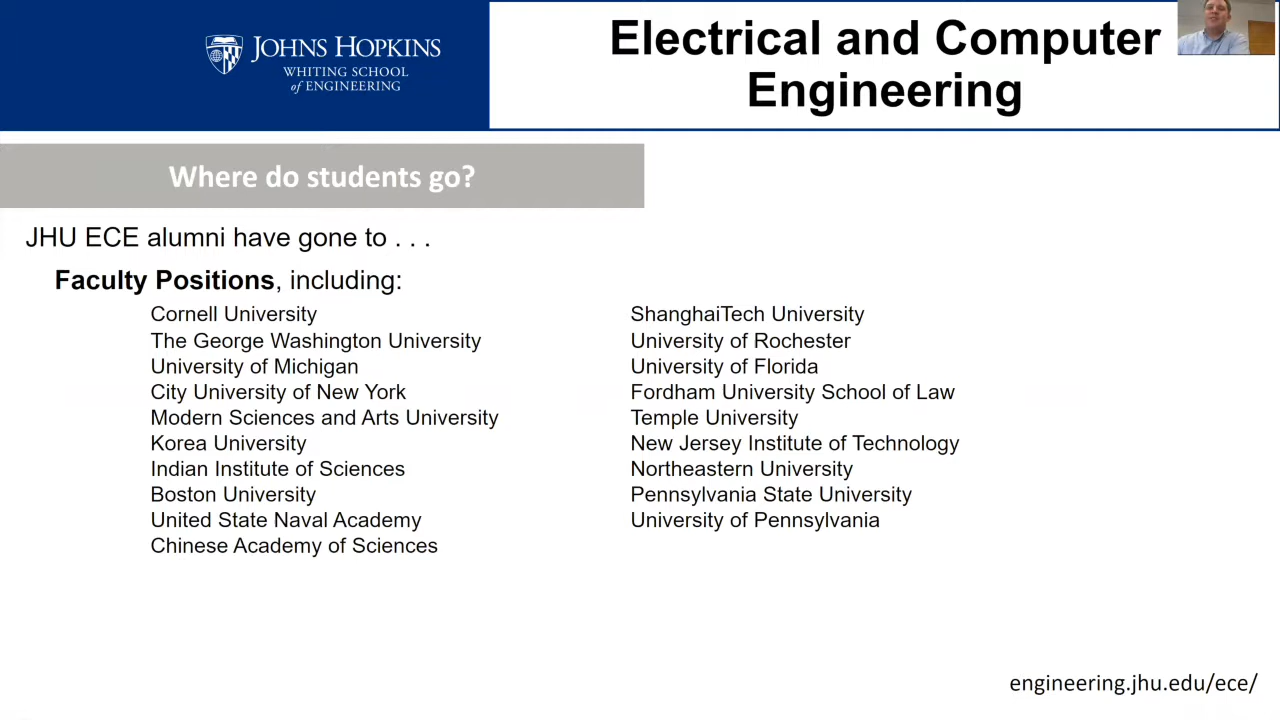 JOHNS HOPKINS
WHITING SCHOOL
of ENGINEERING
Electrical and Computer
Engineering
Where do students go?
JHU ECE alumni have gone to . . .
Faculty Positions, including:
Cornell University
The George Washington University
University of Michigan
City University of New York
Modern Sciences and Arts University
Korea University
Indian Institute of Sciences
Boston University
United State Naval Academy
Chinese Academy of Sciences
ShanghaiTech University
University of Rochester
University of Florida
Fordham University School of Law
Temple University
New Jersey Institute of Technology
Northeastern University
Pennsylvania State University
University of Pennsylvania
engineering.jhu.edu/ece/